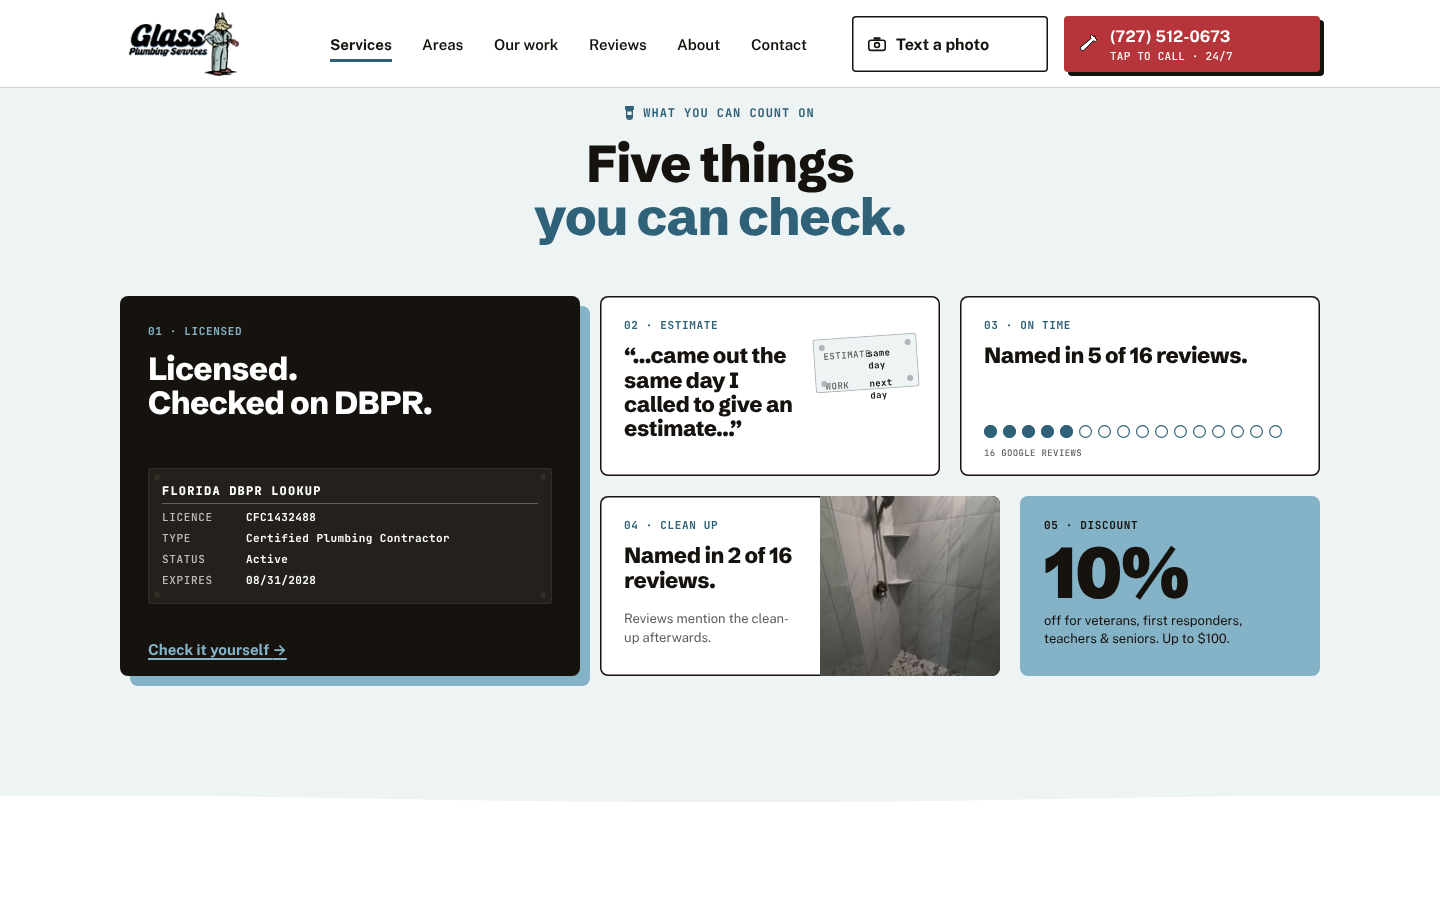 Glass
Plumbing Services
Services
Areas
Our work
Reviews
About
Contact
Text a photo
(727) 512-0673
TAP TO CALL · 24/7
WHAT YOU CAN COUNT ON
Five things
you can check.
01 · LICENSED
Licensed.
Checked on DBPR.
FLORIDA DBPR LOOKUP
LICENCE CFC1432488
TYPE Certified Plumbing Contractor
STATUS Active
EXPIRES 08/31/2028
Check it yourself →
02 · ESTIMATE
“…came out the
same day I
called to give an
estimate…”
ESTIMATE same
day
WORK next
day
03 · ON TIME
Named in 5 of 16 reviews.
16 GOOGLE REVIEWS
04 · CLEAN UP
Named in 2 of 16
reviews.
Reviews mention the clean-
up afterwards.
05 · DISCOUNT
10%
off for veterans, first responders,
teachers & seniors. Up to $100.